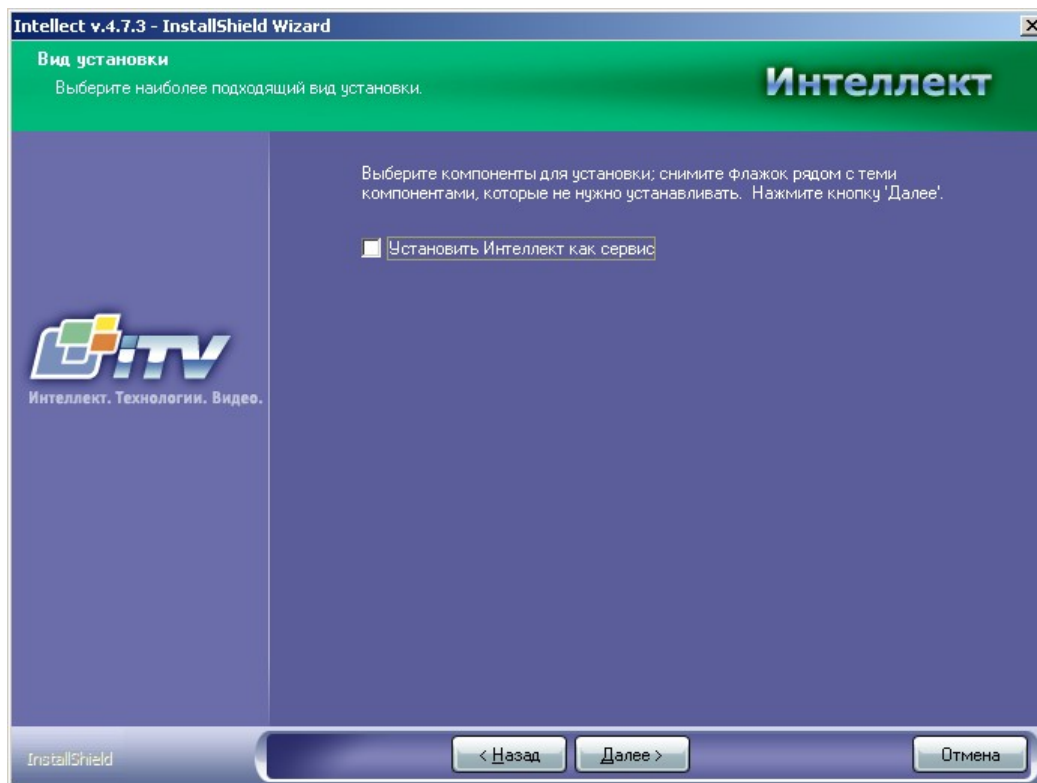 Intellect v.4.7.3 - InstallShield Wizard
Вид установки
Выберите наиболее подходящий вид установки.
Интеллект
Выберите компоненты для установки; снимите флажок рядом с теми
компонентами, которые не нужно устанавливать. Нажмите кнопку 'Далее'.
Установить Интеллект как сервис
iTV
Интеллект. Технологии. Видео.
InstallShield
< Назад
Далее >
Отмена